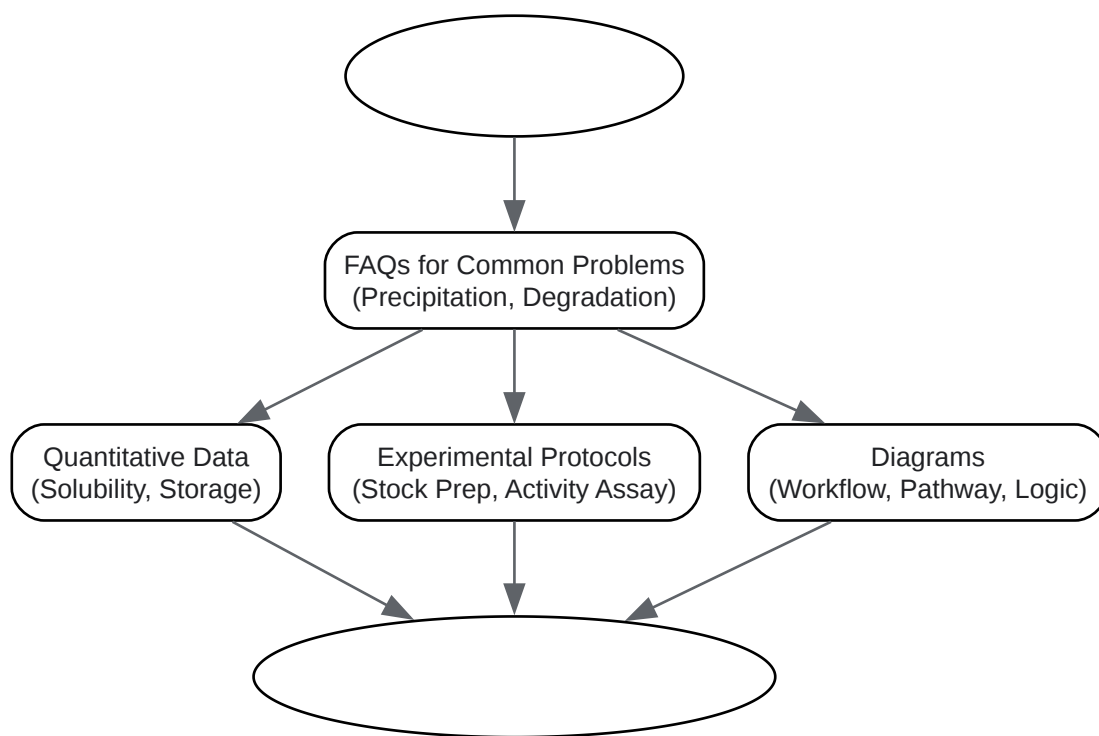 FAQs for Common Problems
(Precipitation, Degradation)
Quantitative Data
(Solubility, Storage)
Experimental Protocols
(Stock Prep, Activity Assay)
Diagrams
(Workflow, Pathway, Logic)